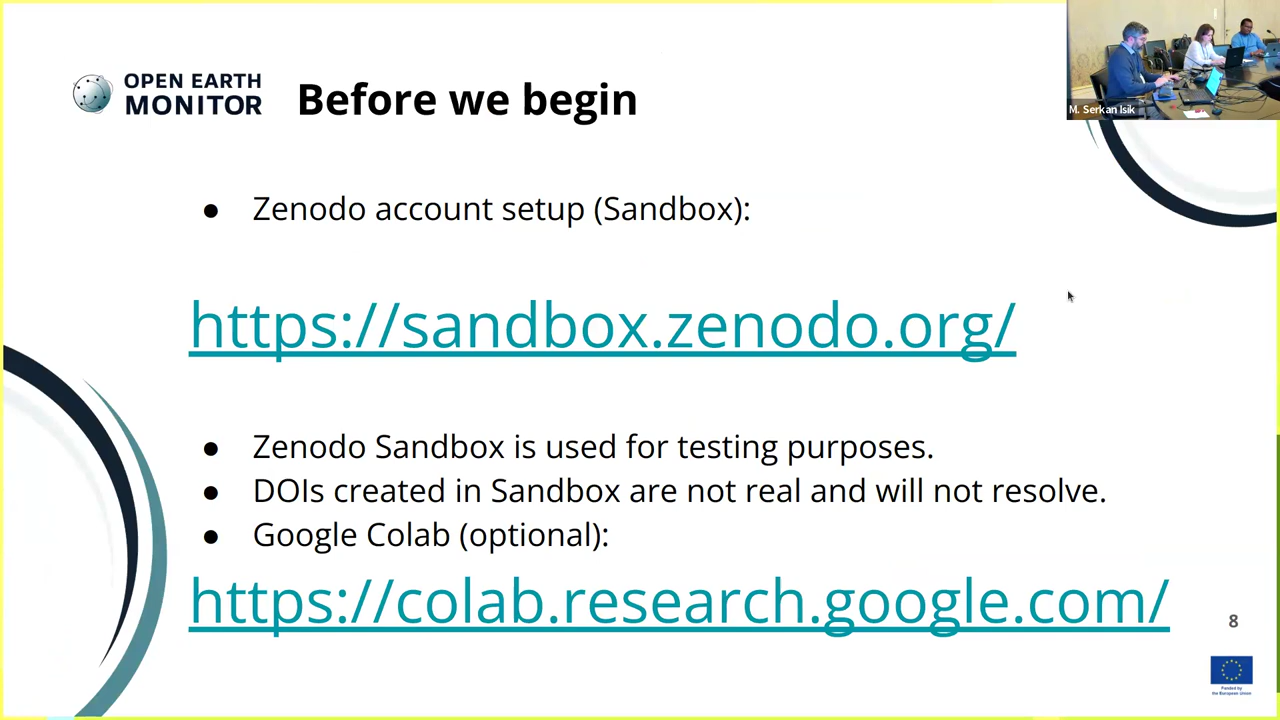 OPEN EARTH
MONITOR
Before we begin
M. Serkan Isik
● Zenodo account setup (Sandbox):
https://sandbox.zenodo.org/
● Zenodo Sandbox is used for testing purposes.
● DOIs created in Sandbox are not real and will not resolve.
● Google Colab (optional):
https://colab.research.google.com/
8
Funded by
the European Union